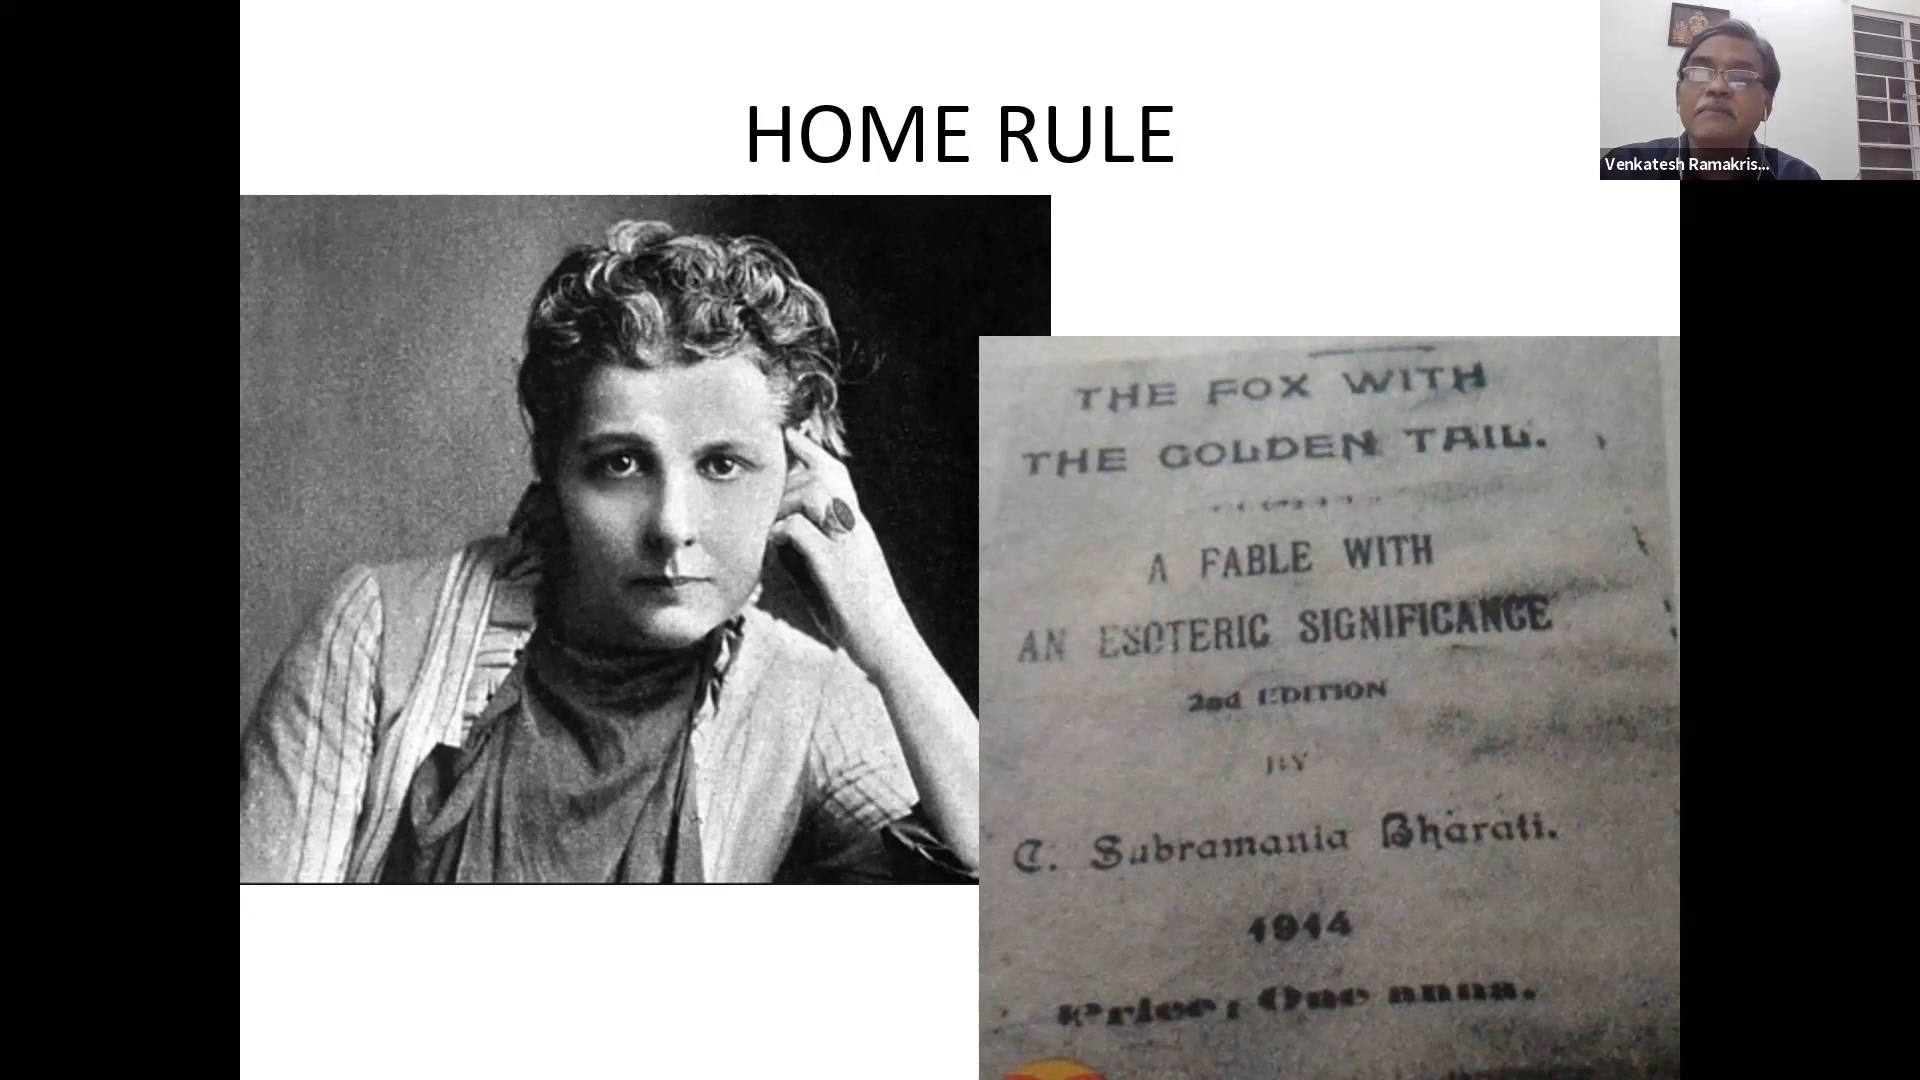 HOME RULE
Venkatesh Ramakris...
THE FOX WITH
THE GOLDEN TAIL.
A FABLE WITH
AN ESOTERIC SIGNIFICANCE
2nd EDITION
BY
C. Subramania Bharati.
1914
Price: One anna.